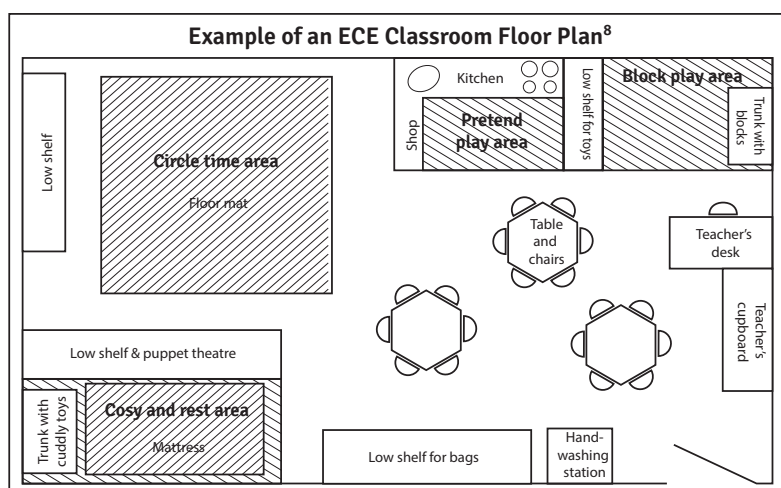 Example of an ECE Classroom Floor Plan⁸
Low shelf
Circle time area
Floor mat
Kitchen
Shop
Pretend
play area
Low shelf for toys
Block play area
Trunk with
blocks
Table
and
chairs
Teacher's
desk
Teacher's
cupboard
Low shelf & puppet theatre
Trunk with
cuddly toys
Cosy and rest area
Mattress
Low shelf for bags
Hand-
washing
station